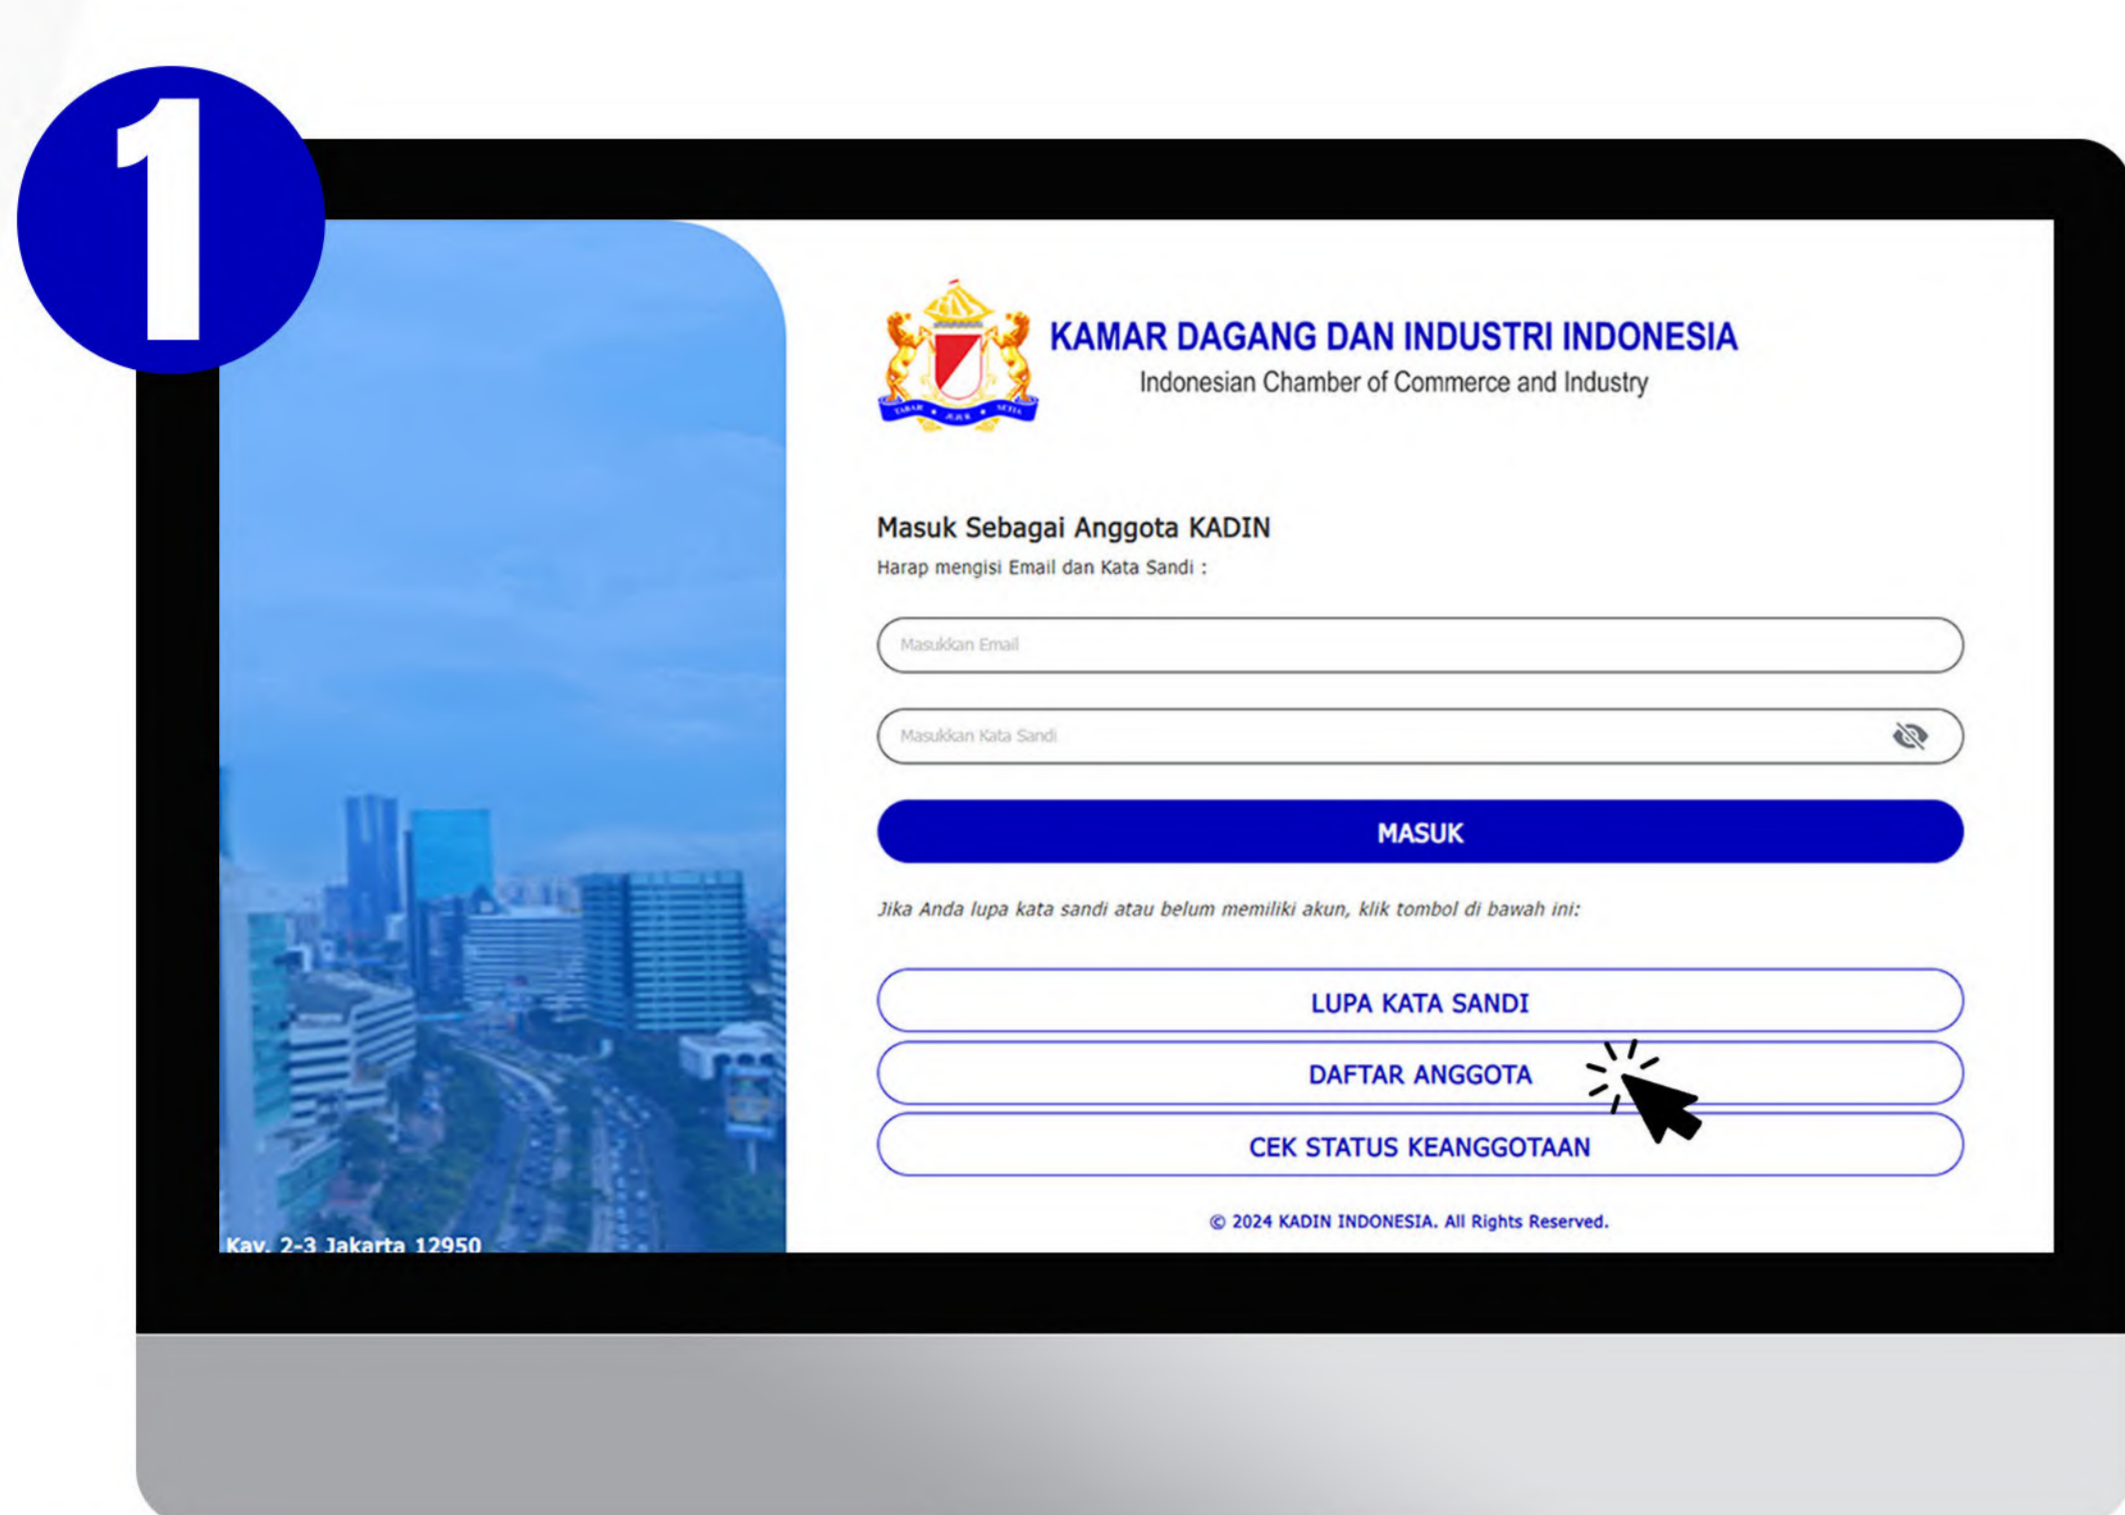 1
KAMAR DAGANG DAN INDUSTRI INDONESIA
Indonesian Chamber of Commerce and Industry
TABAH ★ JUJUR ★ SETIA
Masuk Sebagai Anggota KADIN
Harap mengisi Email dan Kata Sandi :
Masukkan Email
Masukkan Kata Sandi
MASUK
Jika Anda lupa kata sandi atau belum memiliki akun, klik tombol di bawah ini:
LUPA KATA SANDI
DAFTAR ANGGOTA
CEK STATUS KEANGGOTAAN
© 2024 KADIN INDONESIA. All Rights Reserved.
Kav. 2-3 Jakarta 12950